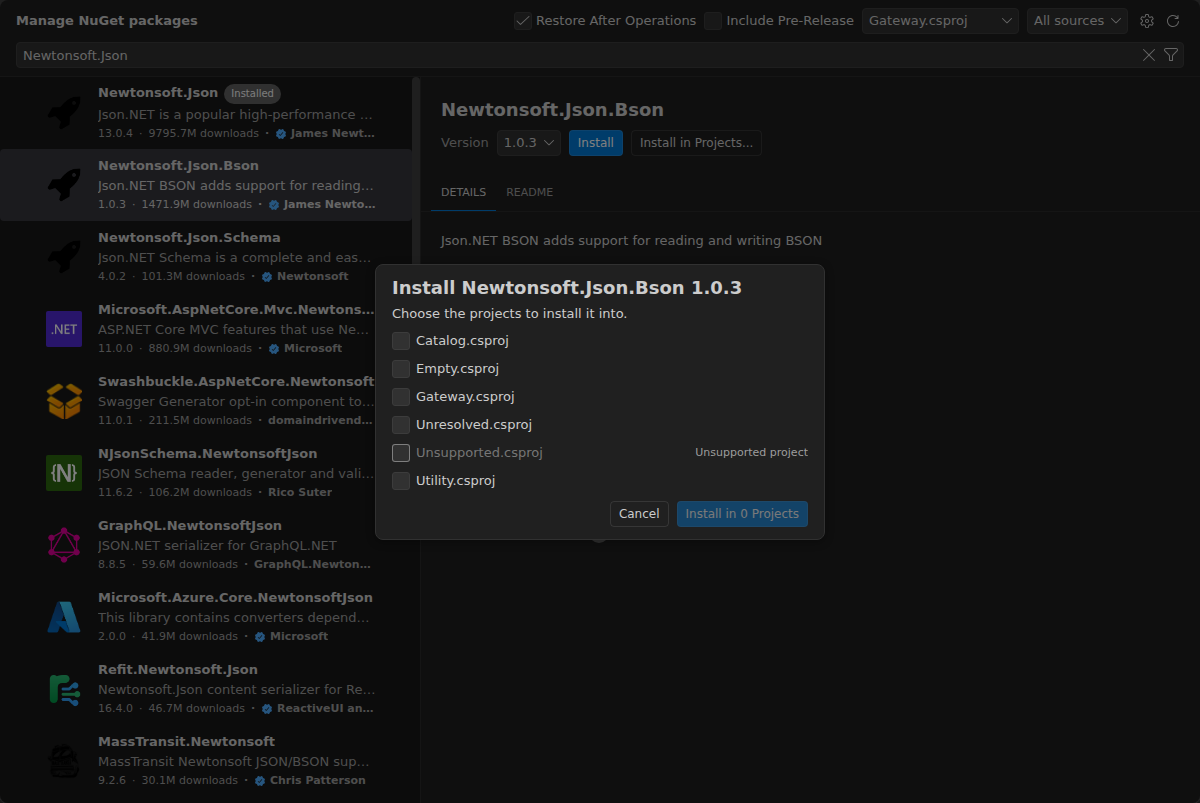 Manage NuGet packages
Restore After Operations
Include Pre-Release
Gateway.csproj
All sources
Newtonsoft.Json
Newtonsoft.Json Installed
Json.NET is a popular high-performance ...
13.0.4 · 9795.7M downloads · James Newt...
Newtonsoft.Json.Bson
Json.NET BSON adds support for reading...
1.0.3 · 1471.9M downloads · James Newto...
Newtonsoft.Json.Schema
Json.NET Schema is a complete and eas...
4.0.2 · 101.3M downloads · Newtonsoft
.NET
Microsoft.AspNetCore.Mvc.Newtons...
ASP.NET Core MVC features that use Ne...
11.0.0 · 880.9M downloads · Microsoft
Swashbuckle.AspNetCore.Newtonsoft
Swagger Generator opt-in component to...
11.0.1 · 211.5M downloads · domaindrivend...
{N}
NJsonSchema.NewtonsoftJson
JSON Schema reader, generator and vali...
11.6.2 · 106.2M downloads · Rico Suter
GraphQL.NewtonsoftJson
JSON.NET serializer for GraphQL.NET
8.8.5 · 59.6M downloads · GraphQL.Newton...
Microsoft.Azure.Core.NewtonsoftJson
This library contains converters depend...
2.0.0 · 41.9M downloads · Microsoft
Refit.Newtonsoft.Json
Newtonsoft.Json content serializer for Re...
16.4.0 · 46.7M downloads · ReactiveUI an...
MassTransit.Newtonsoft
MassTransit Newtonsoft JSON/BSON sup...
9.2.6 · 30.1M downloads · Chris Patterson
Newtonsoft.Json.Bson
Version 1.0.3 Install Install in Projects...
DETAILS README
Json.NET BSON adds support for reading and writing BSON
Install Newtonsoft.Json.Bson 1.0.3
Choose the projects to install it into.
Catalog.csproj
Empty.csproj
Gateway.csproj
Unresolved.csproj
Unsupported.csproj Unsupported project
Utility.csproj
Cancel Install in 0 Projects